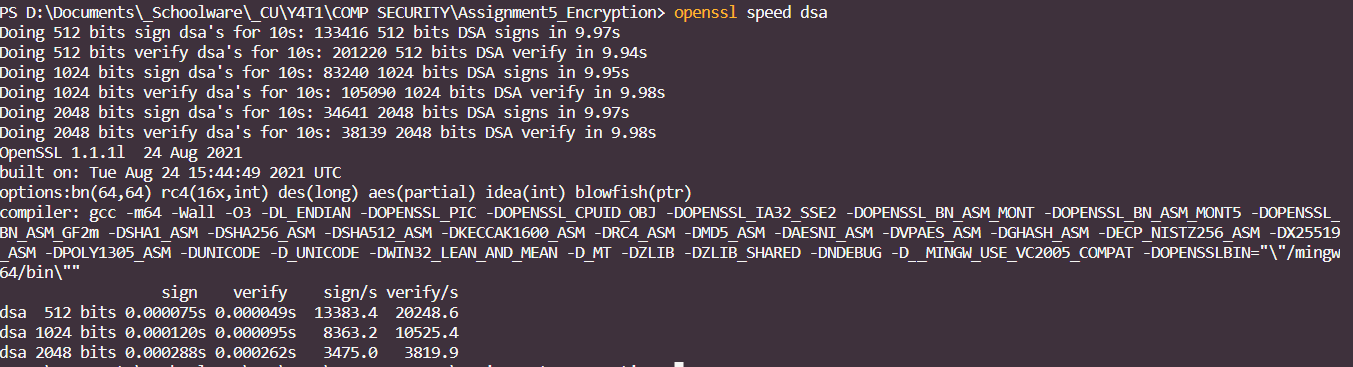 PS D:\Documents\_Schoolware\_CU\Y4T1\COMP SECURITY\Assignment5_Encryption> openssl speed dsa
Doing 512 bits sign dsa's for 10s: 133416 512 bits DSA signs in 9.97s
Doing 512 bits verify dsa's for 10s: 201220 512 bits DSA verify in 9.94s
Doing 1024 bits sign dsa's for 10s: 83240 1024 bits DSA signs in 9.95s
Doing 1024 bits verify dsa's for 10s: 105090 1024 bits DSA verify in 9.98s
Doing 2048 bits sign dsa's for 10s: 34641 2048 bits DSA signs in 9.97s
Doing 2048 bits verify dsa's for 10s: 38139 2048 bits DSA verify in 9.98s
OpenSSL 1.1.1l  24 Aug 2021
built on: Tue Aug 24 15:44:49 2021 UTC
options:bn(64,64) rc4(16x,int) des(long) aes(partial) idea(int) blowfish(ptr)
compiler: gcc -m64 -Wall -O3 -DL_ENDIAN -DOPENSSL_PIC -DOPENSSL_CPUID_OBJ -DOPENSSL_IA32_SSE2 -DOPENSSL_BN_ASM_MONT -DOPENSSL_BN_ASM_MONT5 -DOPENSSL_
BN_ASM_GF2m -DSHA1_ASM -DSHA256_ASM -DSHA512_ASM -DKECCAK1600_ASM -DRC4_ASM -DMD5_ASM -DAESNI_ASM -DVPAES_ASM -DGHASH_ASM -DECP_NISTZ256_ASM -DX25519
_ASM -DPOLY1305_ASM -DUNICODE -D_UNICODE -DWIN32_LEAN_AND_MEAN -D_MT -DZLIB -DZLIB_SHARED -DNDEBUG -D__MINGW_USE_VC2005_COMPAT -DOPENSSLBIN="\"/mingw
64/bin\""
                  sign    verify    sign/s verify/s
dsa  512 bits 0.000075s 0.000049s  13383.4  20248.6
dsa 1024 bits 0.000120s 0.000095s   8363.2  10525.4
dsa 2048 bits 0.000288s 0.000262s   3475.0   3819.9